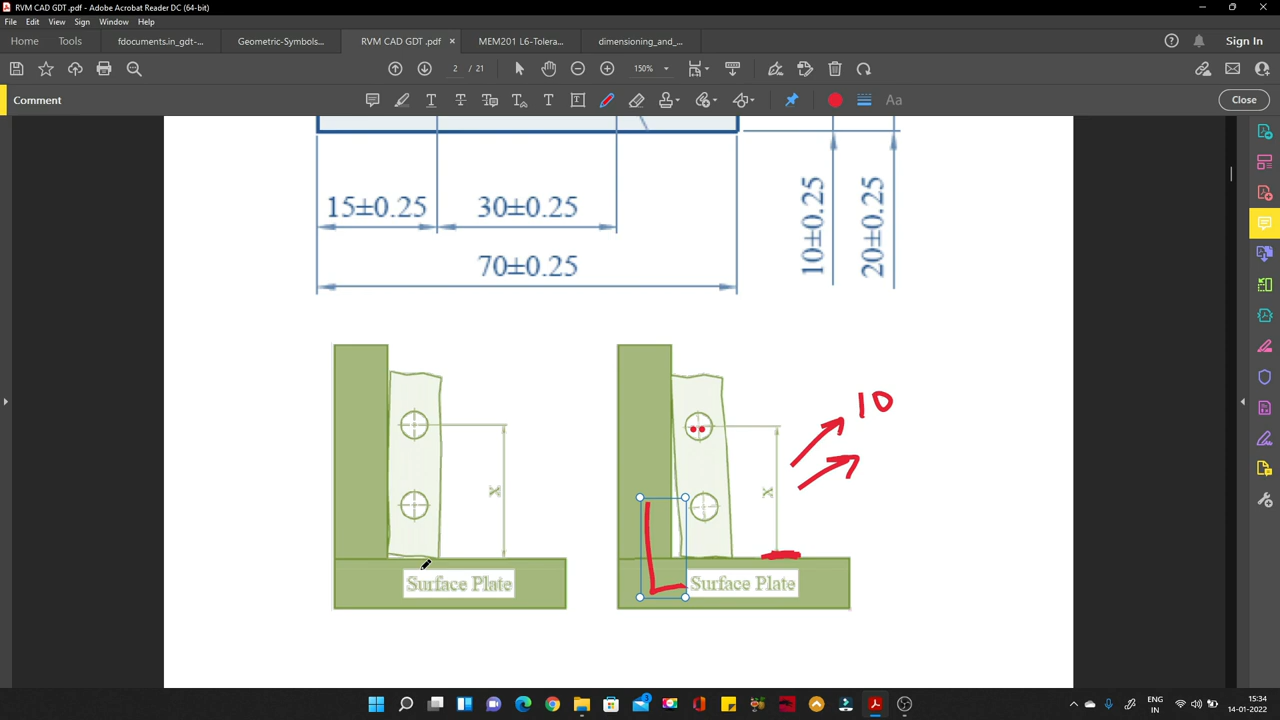 RVM CAD GDT .pdf - Adobe Acrobat Reader DC (64-bit)
File Edit View Sign Window Help
Home Tools fdocuments.in_gdt-... Geometric-Symbols... RVM CAD GDT .pdf × MEM201 L6-Tolera... dimensioning_and_... Sign In
2 / 21 150%
Comment Aa Close
15±0.25 30±0.25
70±0.25
10±0.25
20±0.25
x
Surface Plate
x
Surface Plate
10
3
ENG
IN
15:34
14-01-2022